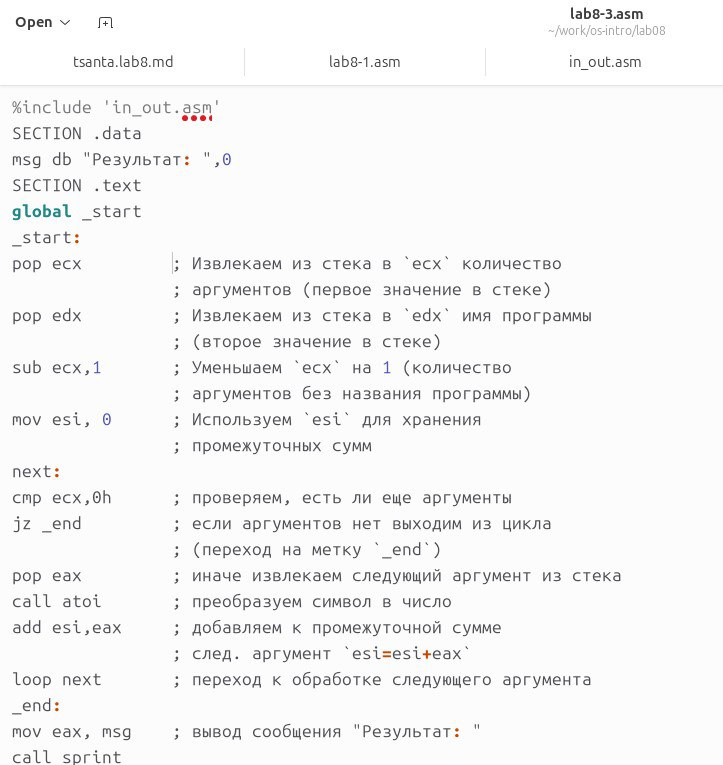 Open
lab8-3.asm
~/work/os-intro/lab08
tsanta.lab8.md lab8-1.asm in_out.asm
%include 'in_out.asm'
SECTION .data
msg db "Результат: ",0
SECTION .text
global _start
_start:
pop ecx ; Извлекаем из стека в `ecx` количество
; аргументов (первое значение в стеке)
pop edx ; Извлекаем из стека в `edx` имя программы
; (второе значение в стеке)
sub ecx,1 ; Уменьшаем `ecx` на 1 (количество
; аргументов без названия программы)
mov esi, 0 ; Используем `esi` для хранения
; промежуточных сумм
next:
cmp ecx,0h ; проверяем, есть ли еще аргументы
jz _end ; если аргументов нет выходим из цикла
; (переход на метку `_end`)
pop eax ; иначе извлекаем следующий аргумент из стека
call atoi ; преобразуем символ в число
add esi,eax ; добавляем к промежуточной сумме
; след. аргумент `esi=esi+eax`
loop next ; переход к обработке следующего аргумента
_end:
mov eax, msg ; вывод сообщения "Результат: "
call sprint